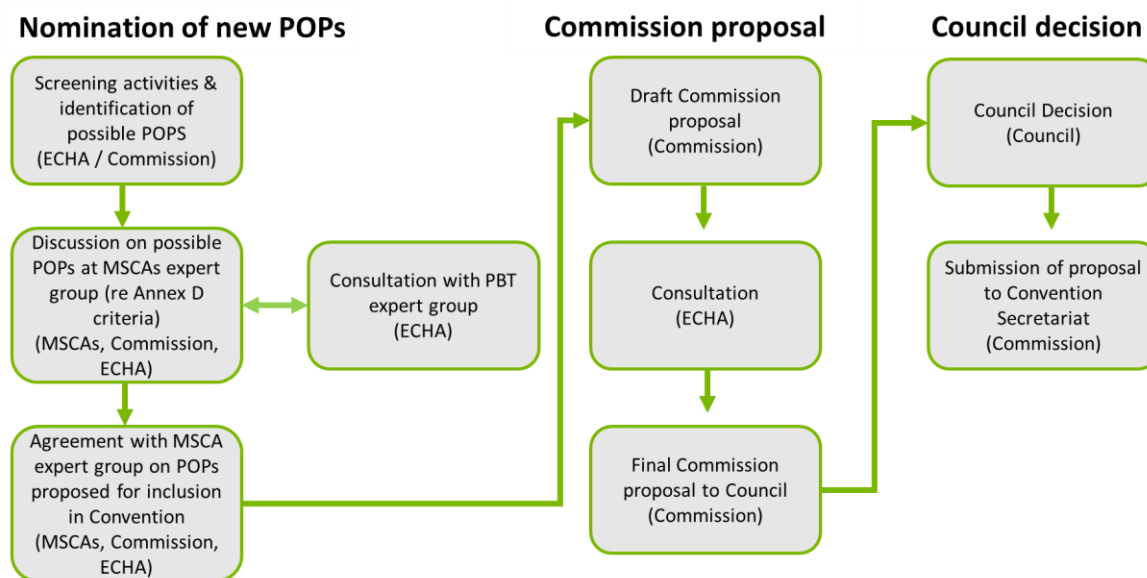 Nomination of new POPs
Screening activities &
identification of
possible POPS
(ECHA / Commission)
Discussion on possible
POPs at MSCAs expert
group (re Annex D
criteria)
(MSCAs, Commission,
ECHA)
Consultation with PBT
expert group
(ECHA)
Agreement with MSCA
expert group on POPs
proposed for inclusion
in Convention
(MSCAs, Commission,
ECHA)
Commission proposal
Draft Commission
proposal
(Commission)
Consultation
(ECHA)
Final Commission
proposal to Council
(Commission)
Council decision
Council Decision
(Council)
Submission of proposal
to Convention
Secretariat
(Commission)